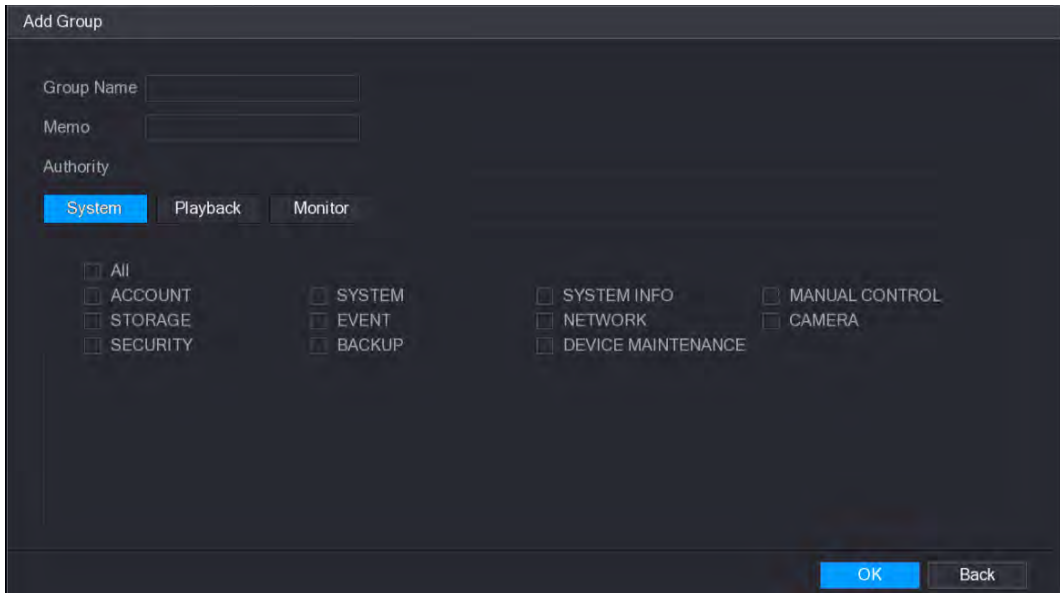 Add Group
Group Name
Memo
Authority
System Playback Monitor
All
ACCOUNT SYSTEM SYSTEM INFO MANUAL CONTROL
STORAGE EVENT NETWORK CAMERA
SECURITY BACKUP DEVICE MAINTENANCE
OK Back